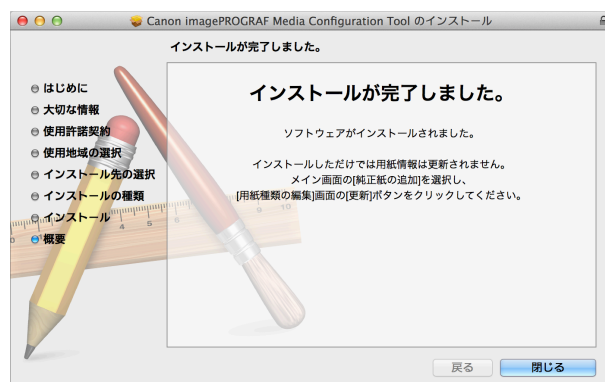 Canon imagePROGRAF Media Configuration Tool のインストール
インストールが完了しました。
はじめに
大切な情報
使用許諾契約
使用地域の選択
インストール先の選択
インストールの種類
インストール
概要
インストールが完了しました。
ソフトウェアがインストールされました。
インストールしただけでは用紙情報は更新されません。
メイン画面の[純正紙の追加]を選択し、
[用紙種類の編集]画面の[更新]ボタンをクリックしてください。
4 5 6 9 10
戻る 閉じる